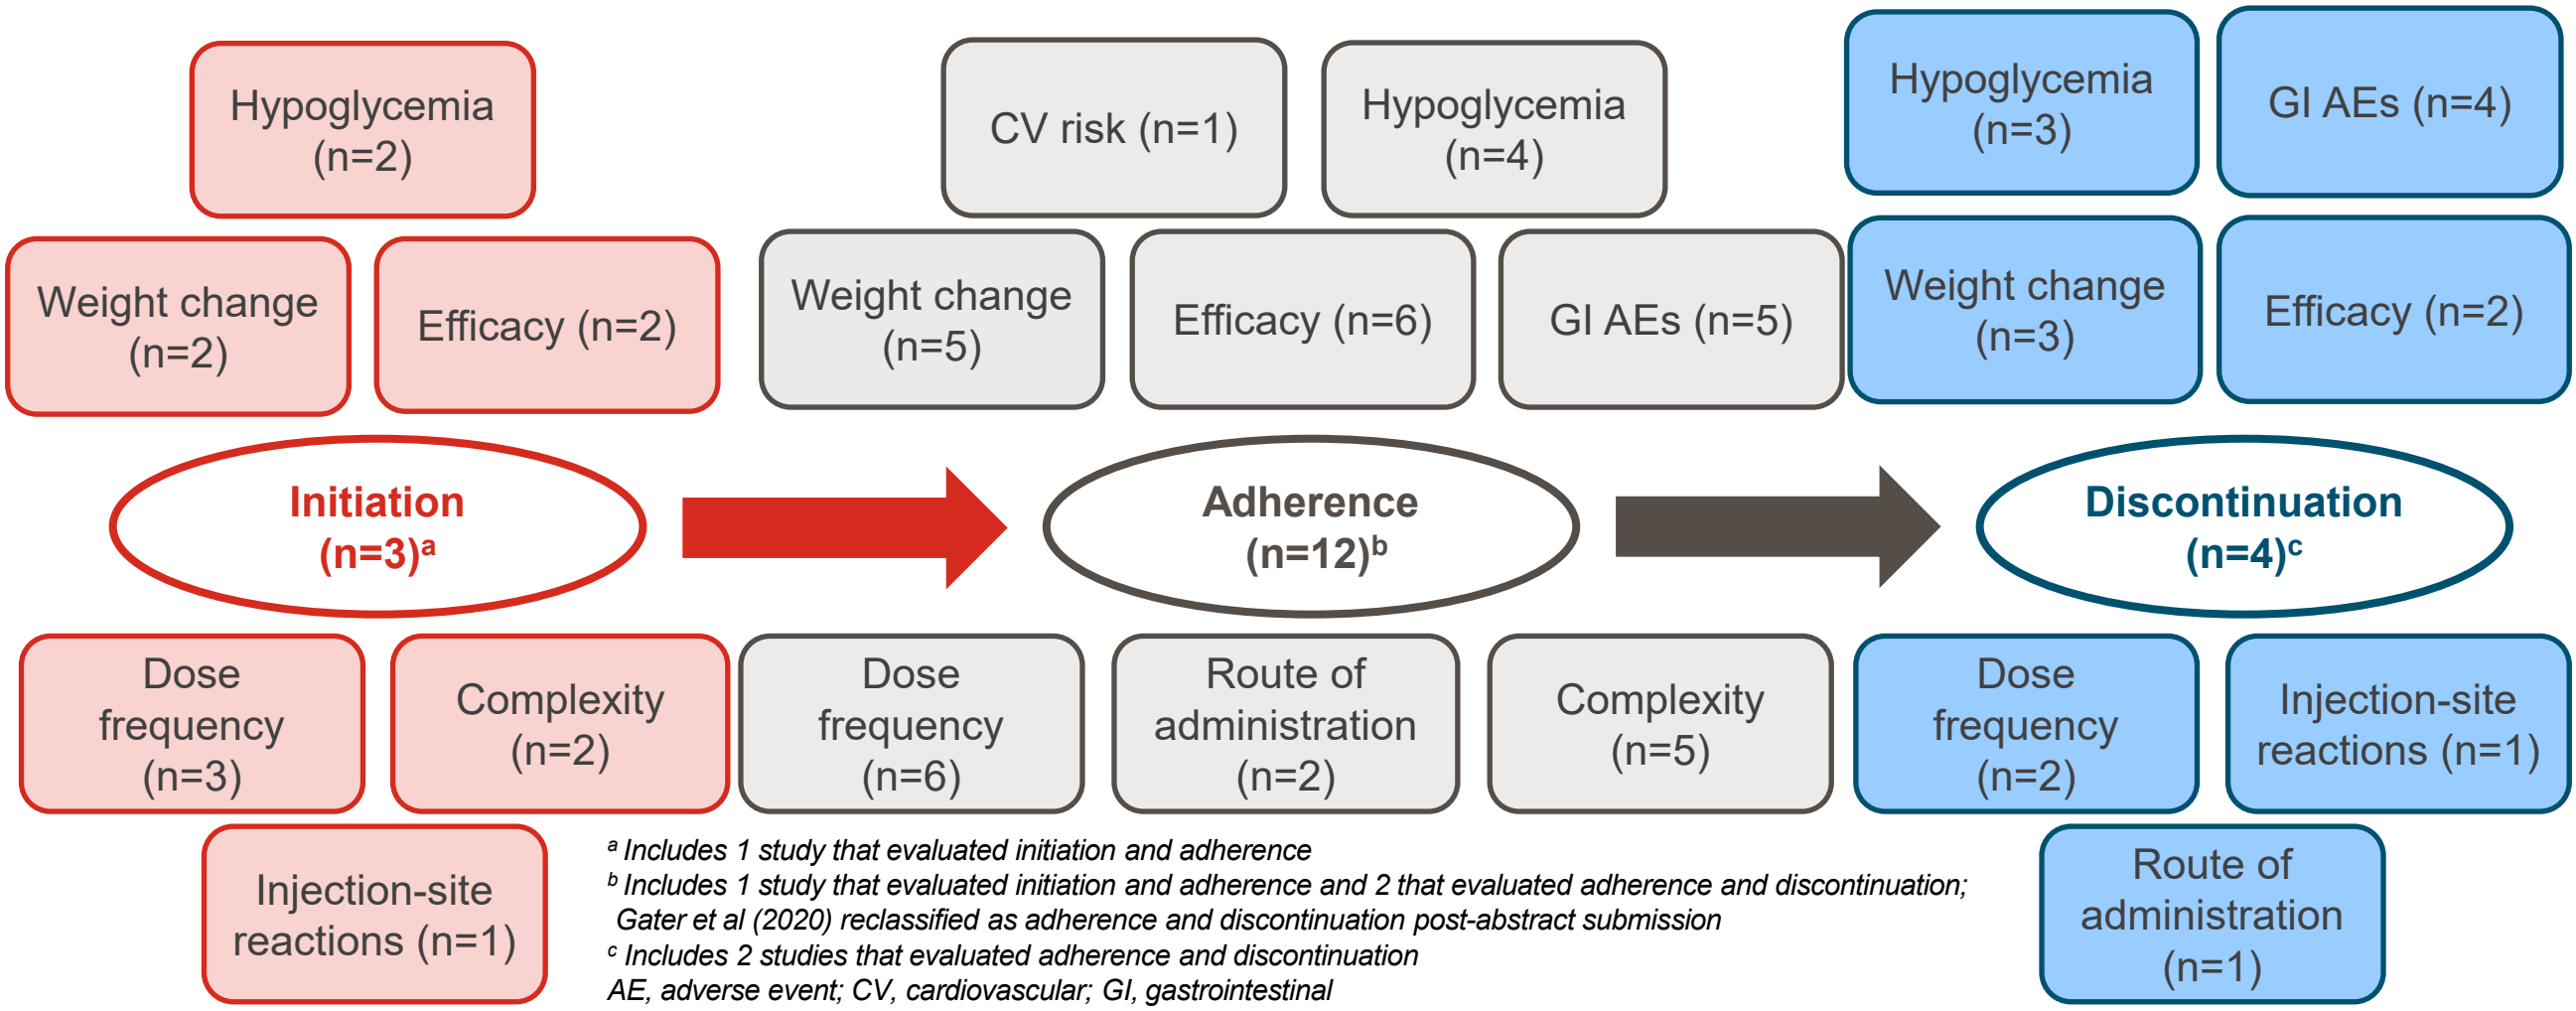 Hypoglycemia
(n=2)
Weight change
(n=2)
Efficacy (n=2)
CV risk (n=1)
Hypoglycemia
(n=4)
Weight change
(n=5)
Efficacy (n=6)
GI AEs (n=5)
Hypoglycemia
(n=3)
GI AEs (n=4)
Weight change
(n=3)
Efficacy (n=2)
Initiation
(n=3)a
Adherence
(n=12)b
Discontinuation
(n=4)c
Dose
frequency
(n=3)
Complexity
(n=2)
Injection-site
reactions (n=1)
Dose
frequency
(n=6)
Route of
administration
(n=2)
Complexity
(n=5)
Dose
frequency
(n=2)
Injection-site
reactions (n=1)
Route of
administration
(n=1)
a Includes 1 study that evaluated initiation and adherence
b Includes 1 study that evaluated initiation and adherence and 2 that evaluated adherence and discontinuation;
Gater et al (2020) reclassified as adherence and discontinuation post-abstract submission
c Includes 2 studies that evaluated adherence and discontinuation
AE, adverse event; CV, cardiovascular; GI, gastrointestinal